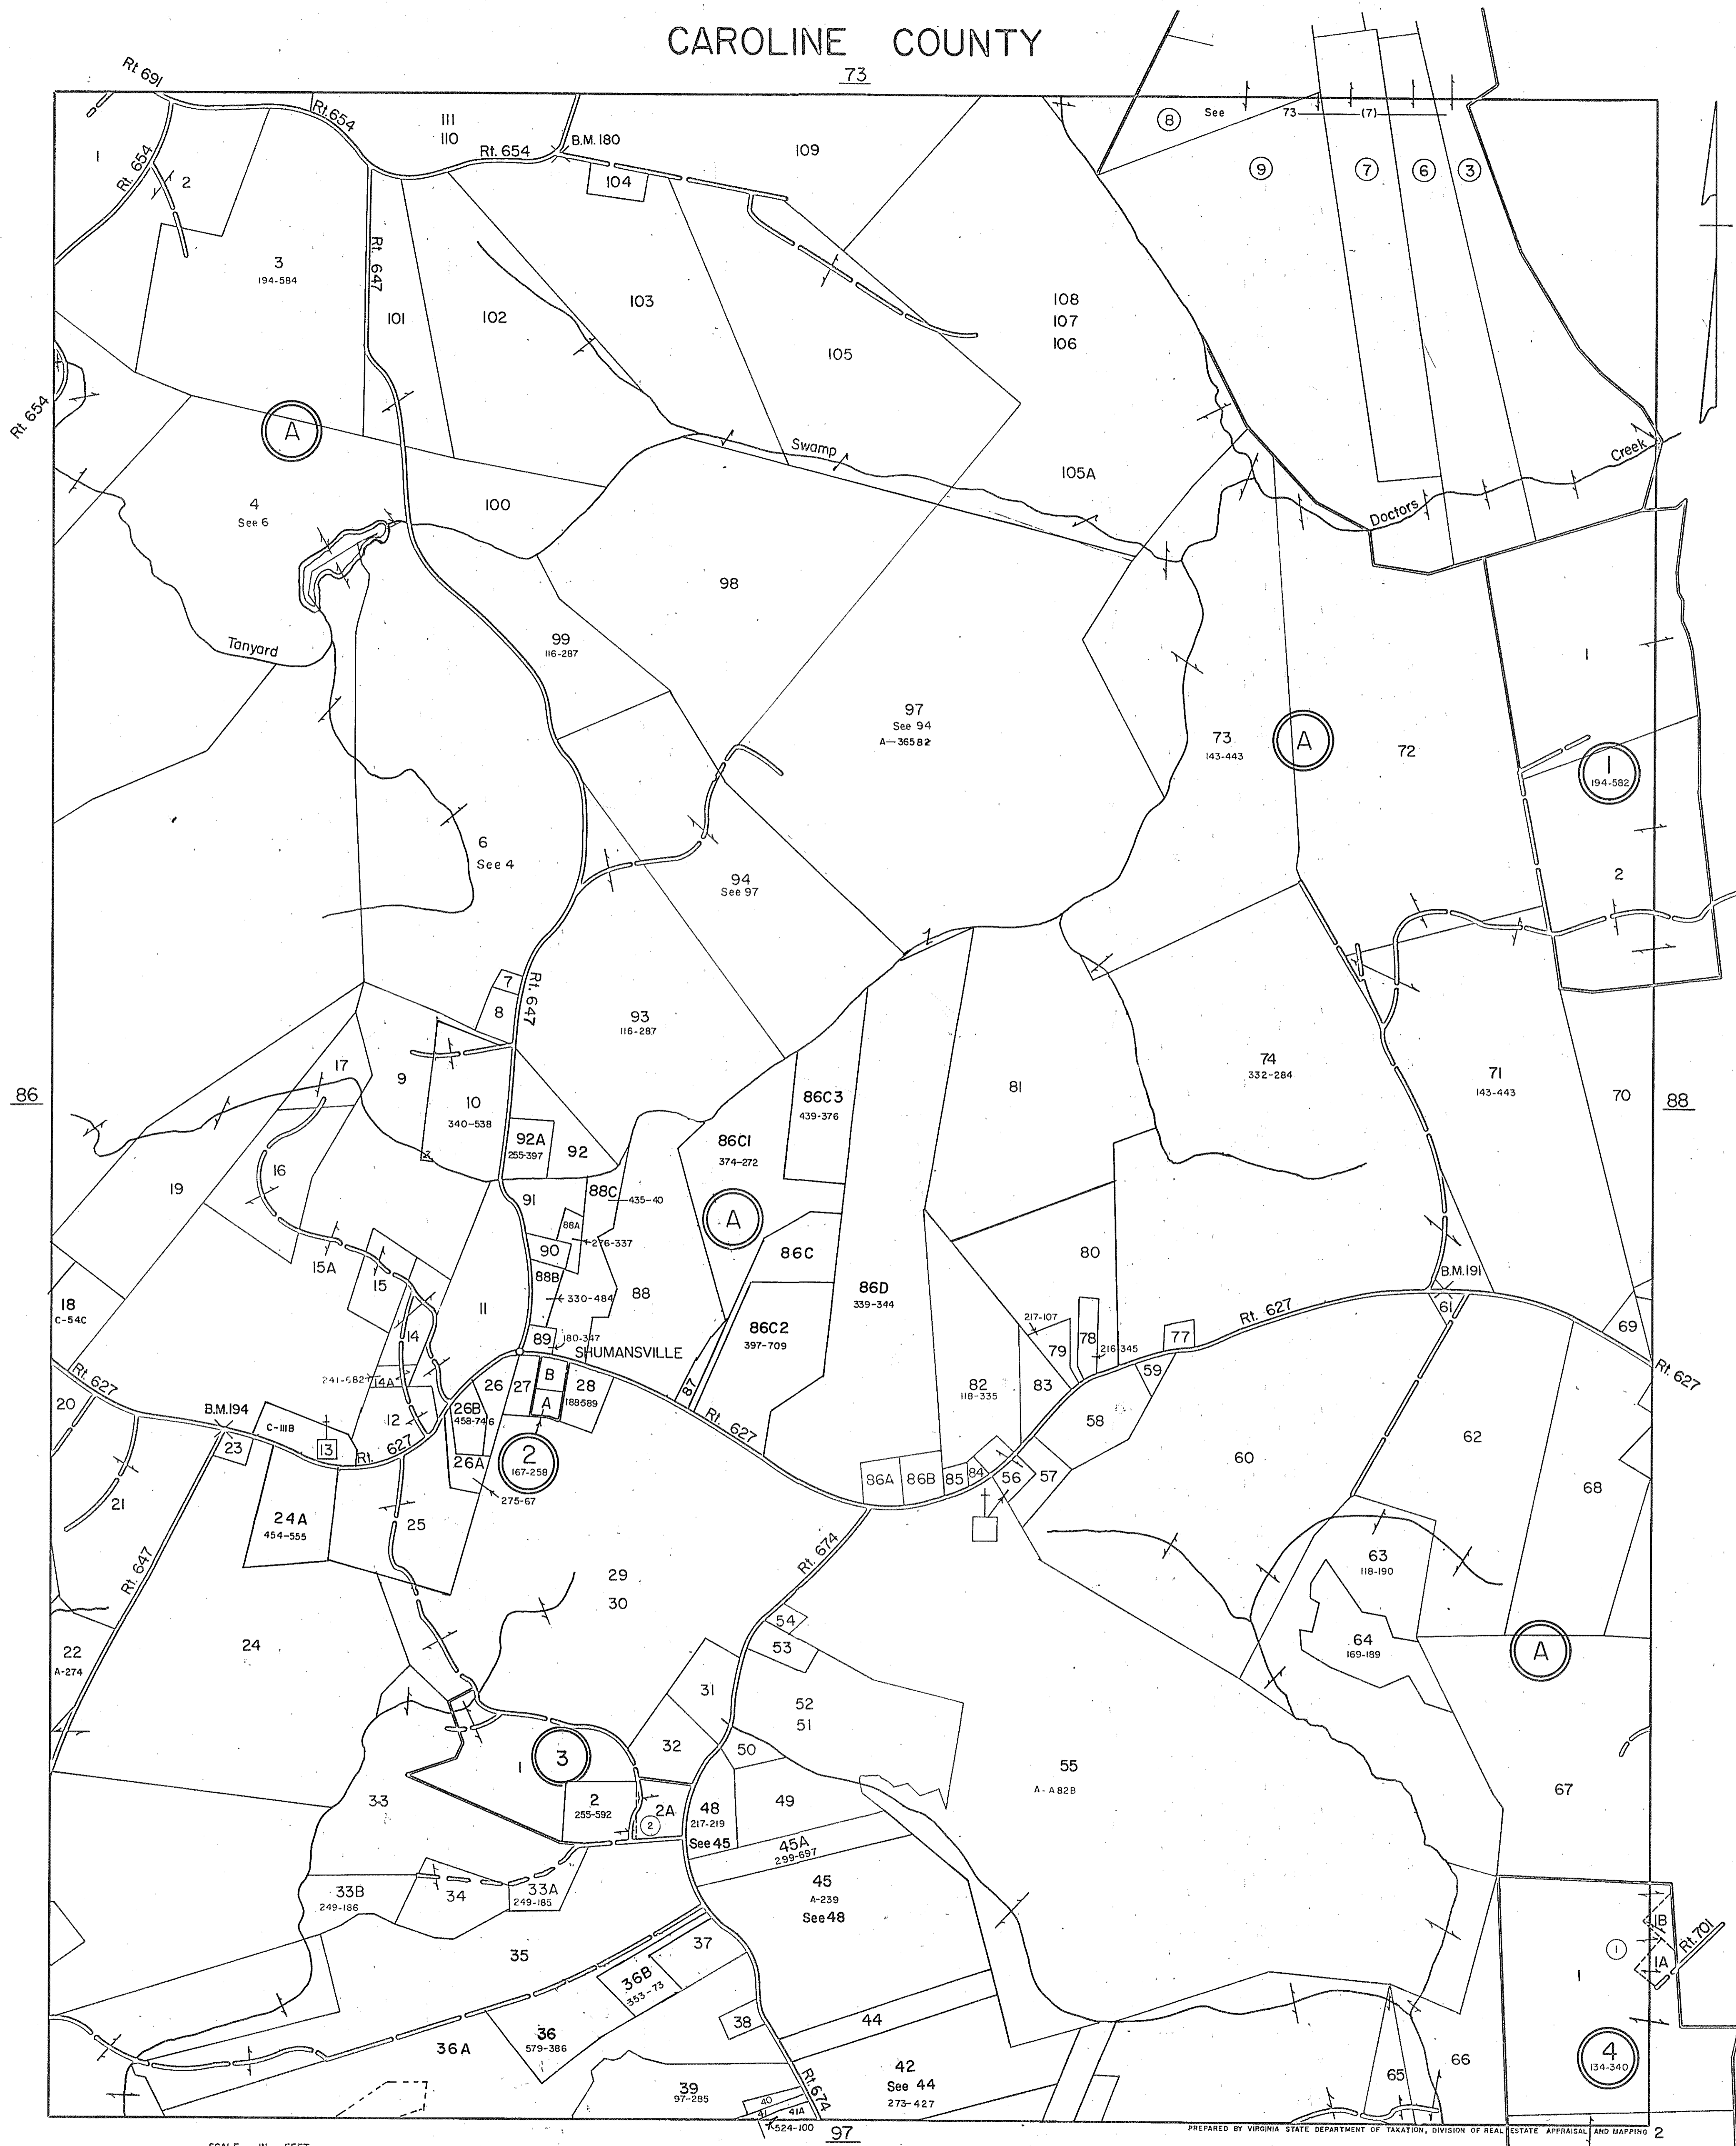 CAROLINE COUNTY
73
Rt 691
Rt. 654
111
110
Rt. 654
B.M. 180
109
8
See 73 (7)
1
Rt. 654
2
104
9
7
6
3
3
194-584
Rt. 647
101
102
103
105
108
107
106
Rt. 654
A
Swamp
105A
Creek
Doctors
4
See 6
100
98
Tanyard
99
116-287
1
97
See 94
A-36582
73
143-443
A
72
1
194-582
6
See 4
94
See 97
2
7
8
Rt. 647
93
116-287
17
9
10
340-538
86
81
74
332-284
71
143-443
70
88
86C3
439-376
86C1
374-272
92A
255-397
92
16
19
91
88C
435-40
88A
276-337
A
90
86C
80
15A
15
88B
330-484
88
86D
339-344
B.M.191
18
C-54C
11
14
89
180-347
SHUMANSVILLE
86C2
397-709
217-107
79
78
216-345
77
Rt. 627
61
69
Rt. 627
Rt. 627
14A
26
27
B
A
28
188-589
87
82
118-335
83
59
20
B.M.194
C-111B
12
26B
458-746
Rt. 627
58
23
13
Rt. 627
26A
2
167-258
275-67
86A
86B
85
84
56
57
60
62
68
21
24A
454-555
25
Rt. 647
Rt. 674
29
30
63
118-190
22
A-274
24
54
53
64
169-189
A
31
52
51
32
50
3
1
55
A-A82B
67
33
2
255-592
2A
2
48
217-219
See 45
49
45A
299-697
33B
249-186
34
33A
249-185
45
A-239
See 48
1B
Rt. 701
1
1A
1
35
37
36B
353-73
38
44
36A
36
579-386
42
See 44
273-427
65
66
4
134-340
39
97-285
Rt. 674
40
41
41A
524-100
97
PREPARED BY VIRGINIA STATE DEPARTMENT OF TAXATION, DIVISION OF REAL ESTATE APPRAISAL AND MAPPING 2
SCALE IN FEET